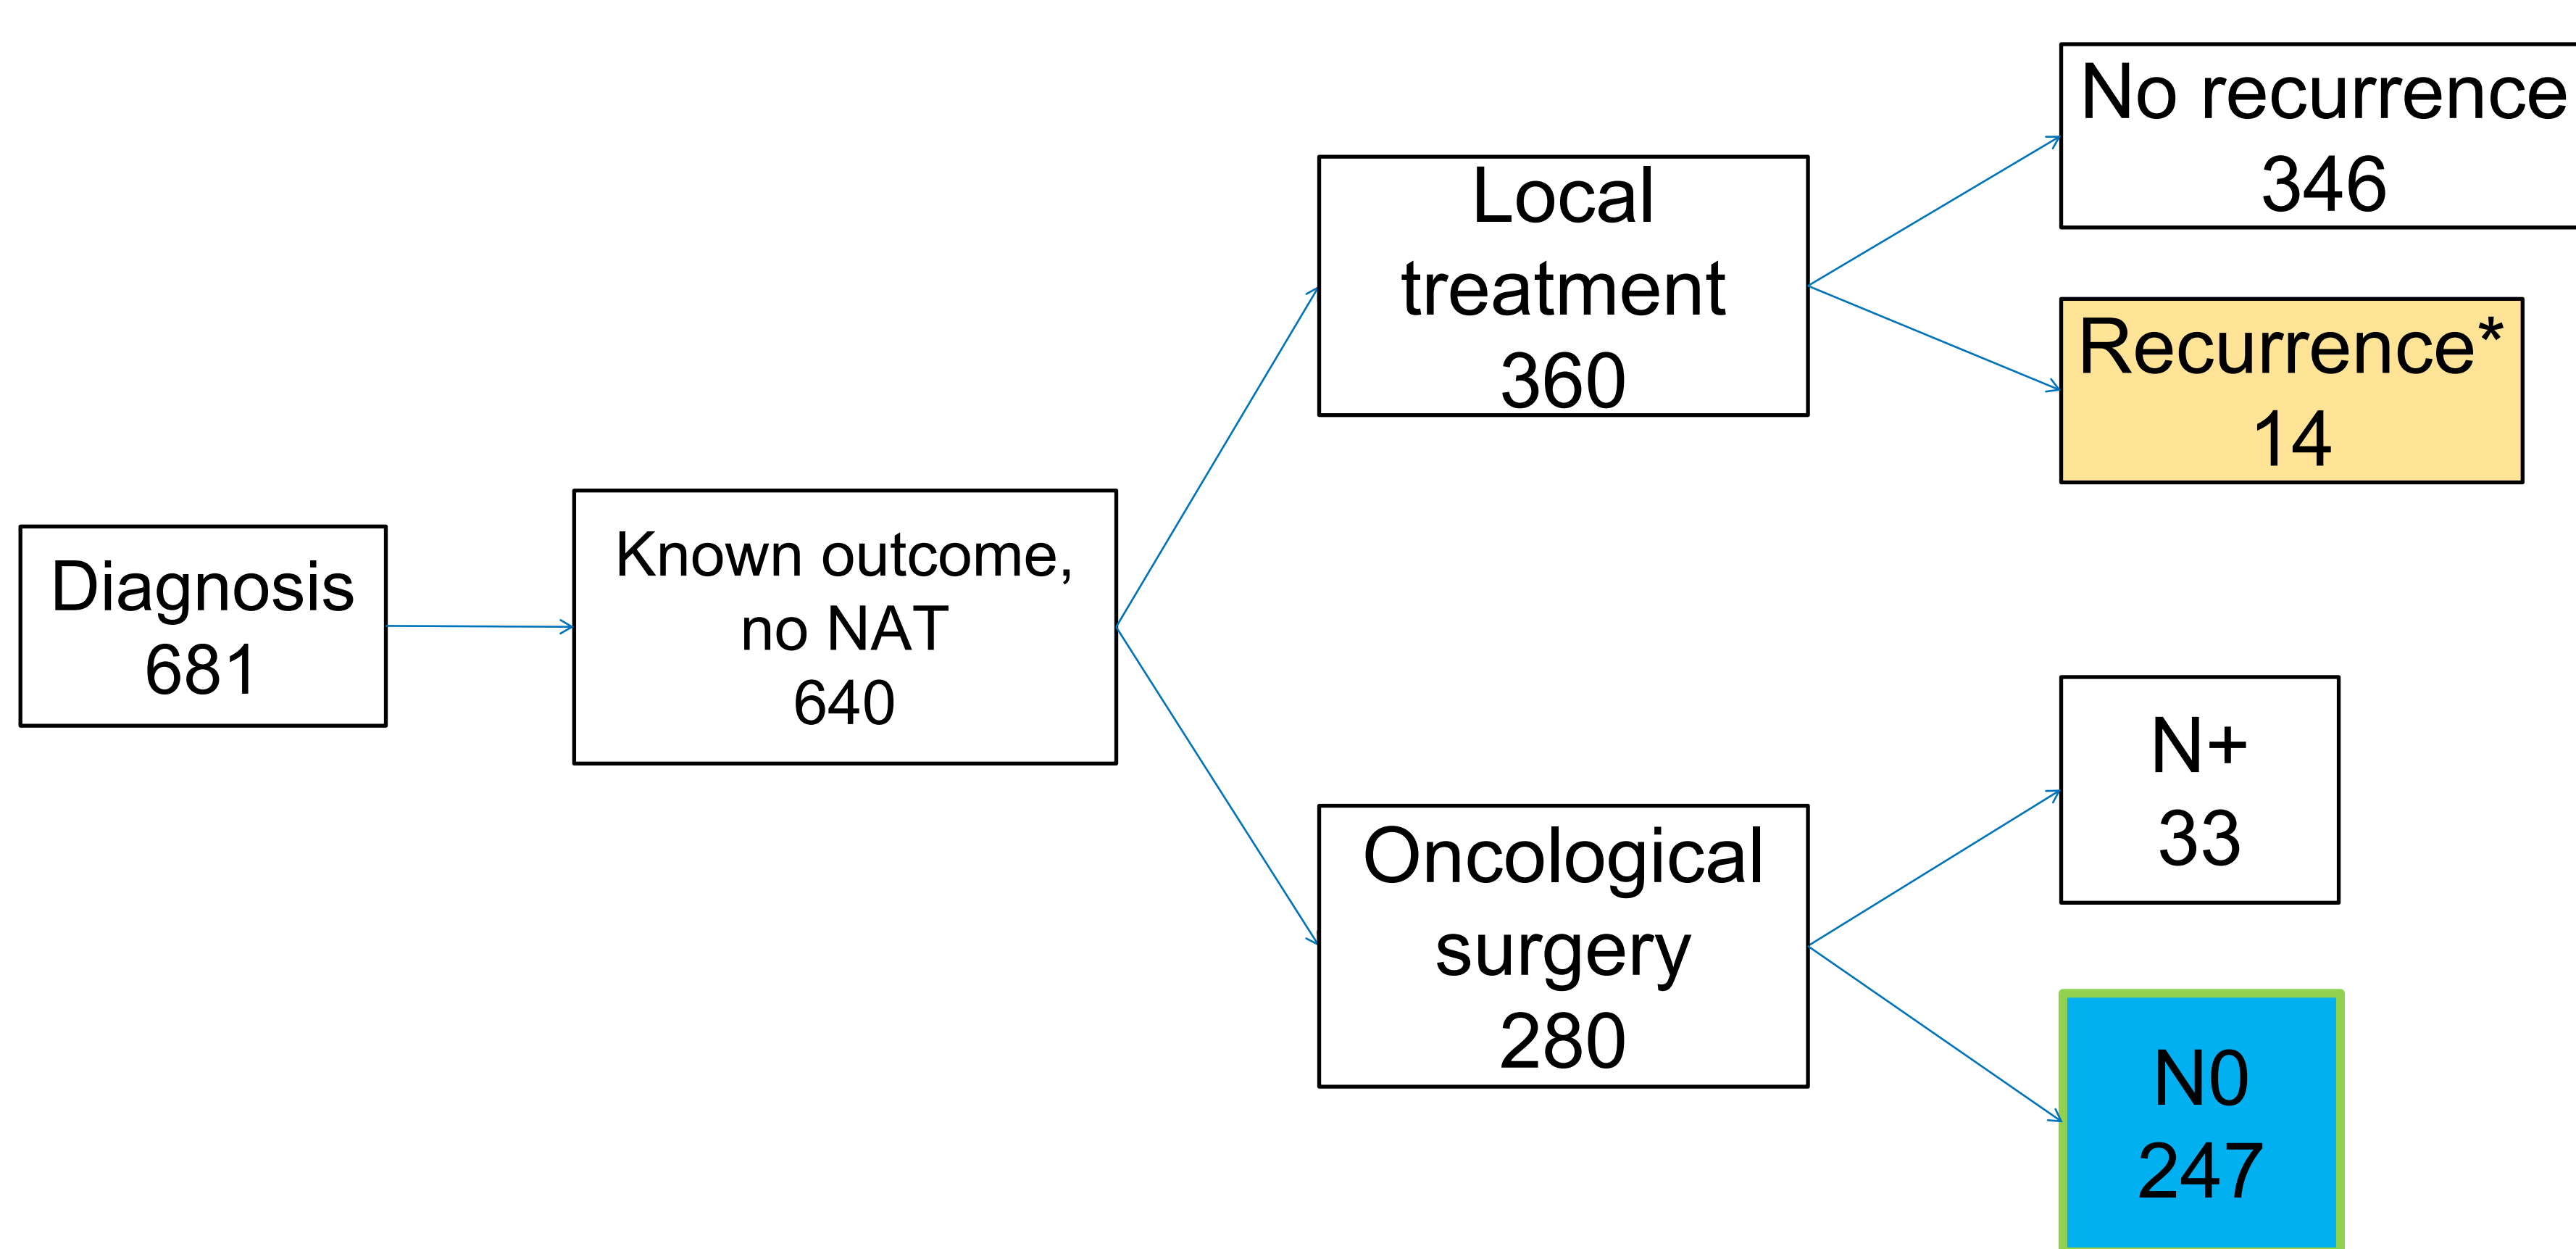 Diagnosis
681
Known outcome,
no NAT
640
Local
treatment
360
No recurrence
346
Recurrence*
14
Oncological
surgery
280
N+
33
N0
247